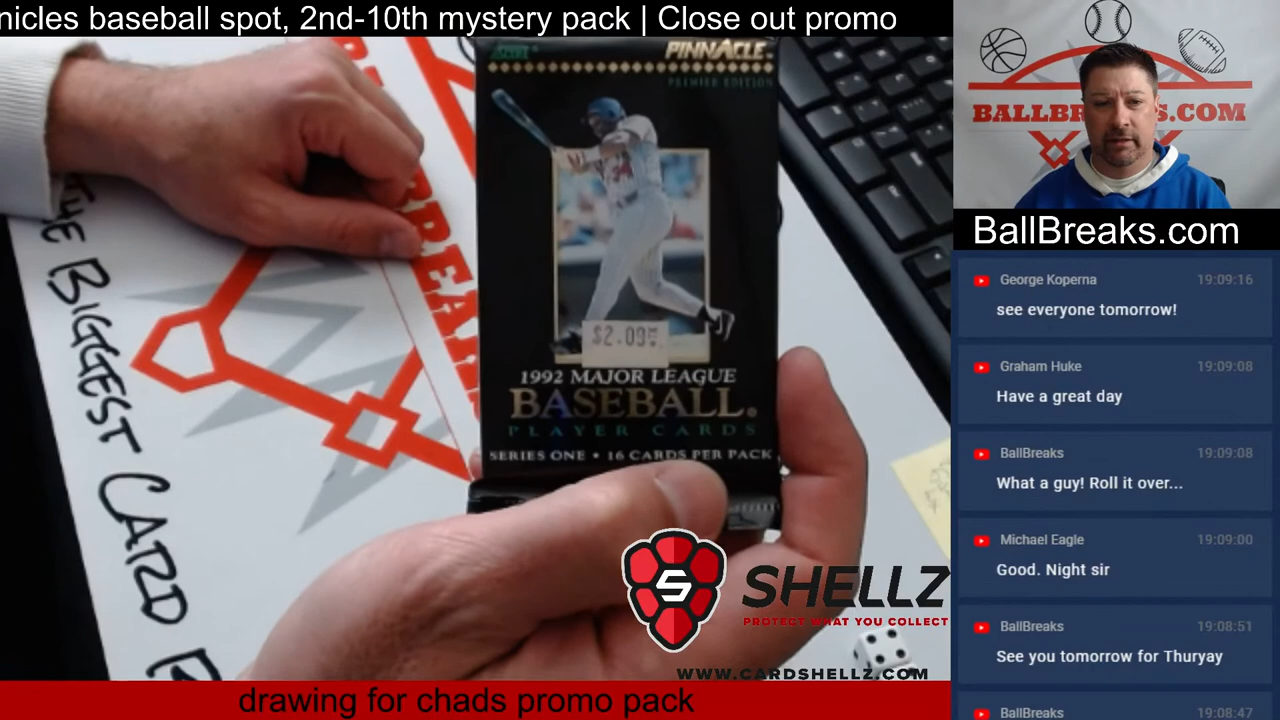 nicles baseball spot, 2nd-10th mystery pack | Close out promo
PINNACLE
PREMIER EDITION
$2.09
1992 MAJOR LEAGUE
BASEBALL
PLAYER CARDS
SERIES ONE • 16 CARDS PER PACK
THE BIGGEST CARD
S
SHELLZ
PROTECT WHAT YOU COLLECT
WWW.CARDSHELLZ.COM
drawing for chads promo pack
BALLBREAKS.COM
BallBreaks.com
George Koperna 19:09:16
see everyone tomorrow!
Graham Huke 19:09:08
Have a great day
BallBreaks 19:09:08
What a guy! Roll it over...
Michael Eagle 19:09:00
Good. Night sir
BallBreaks 19:08:51
See you tomorrow for Thuryay
BallBreaks 19:08:47